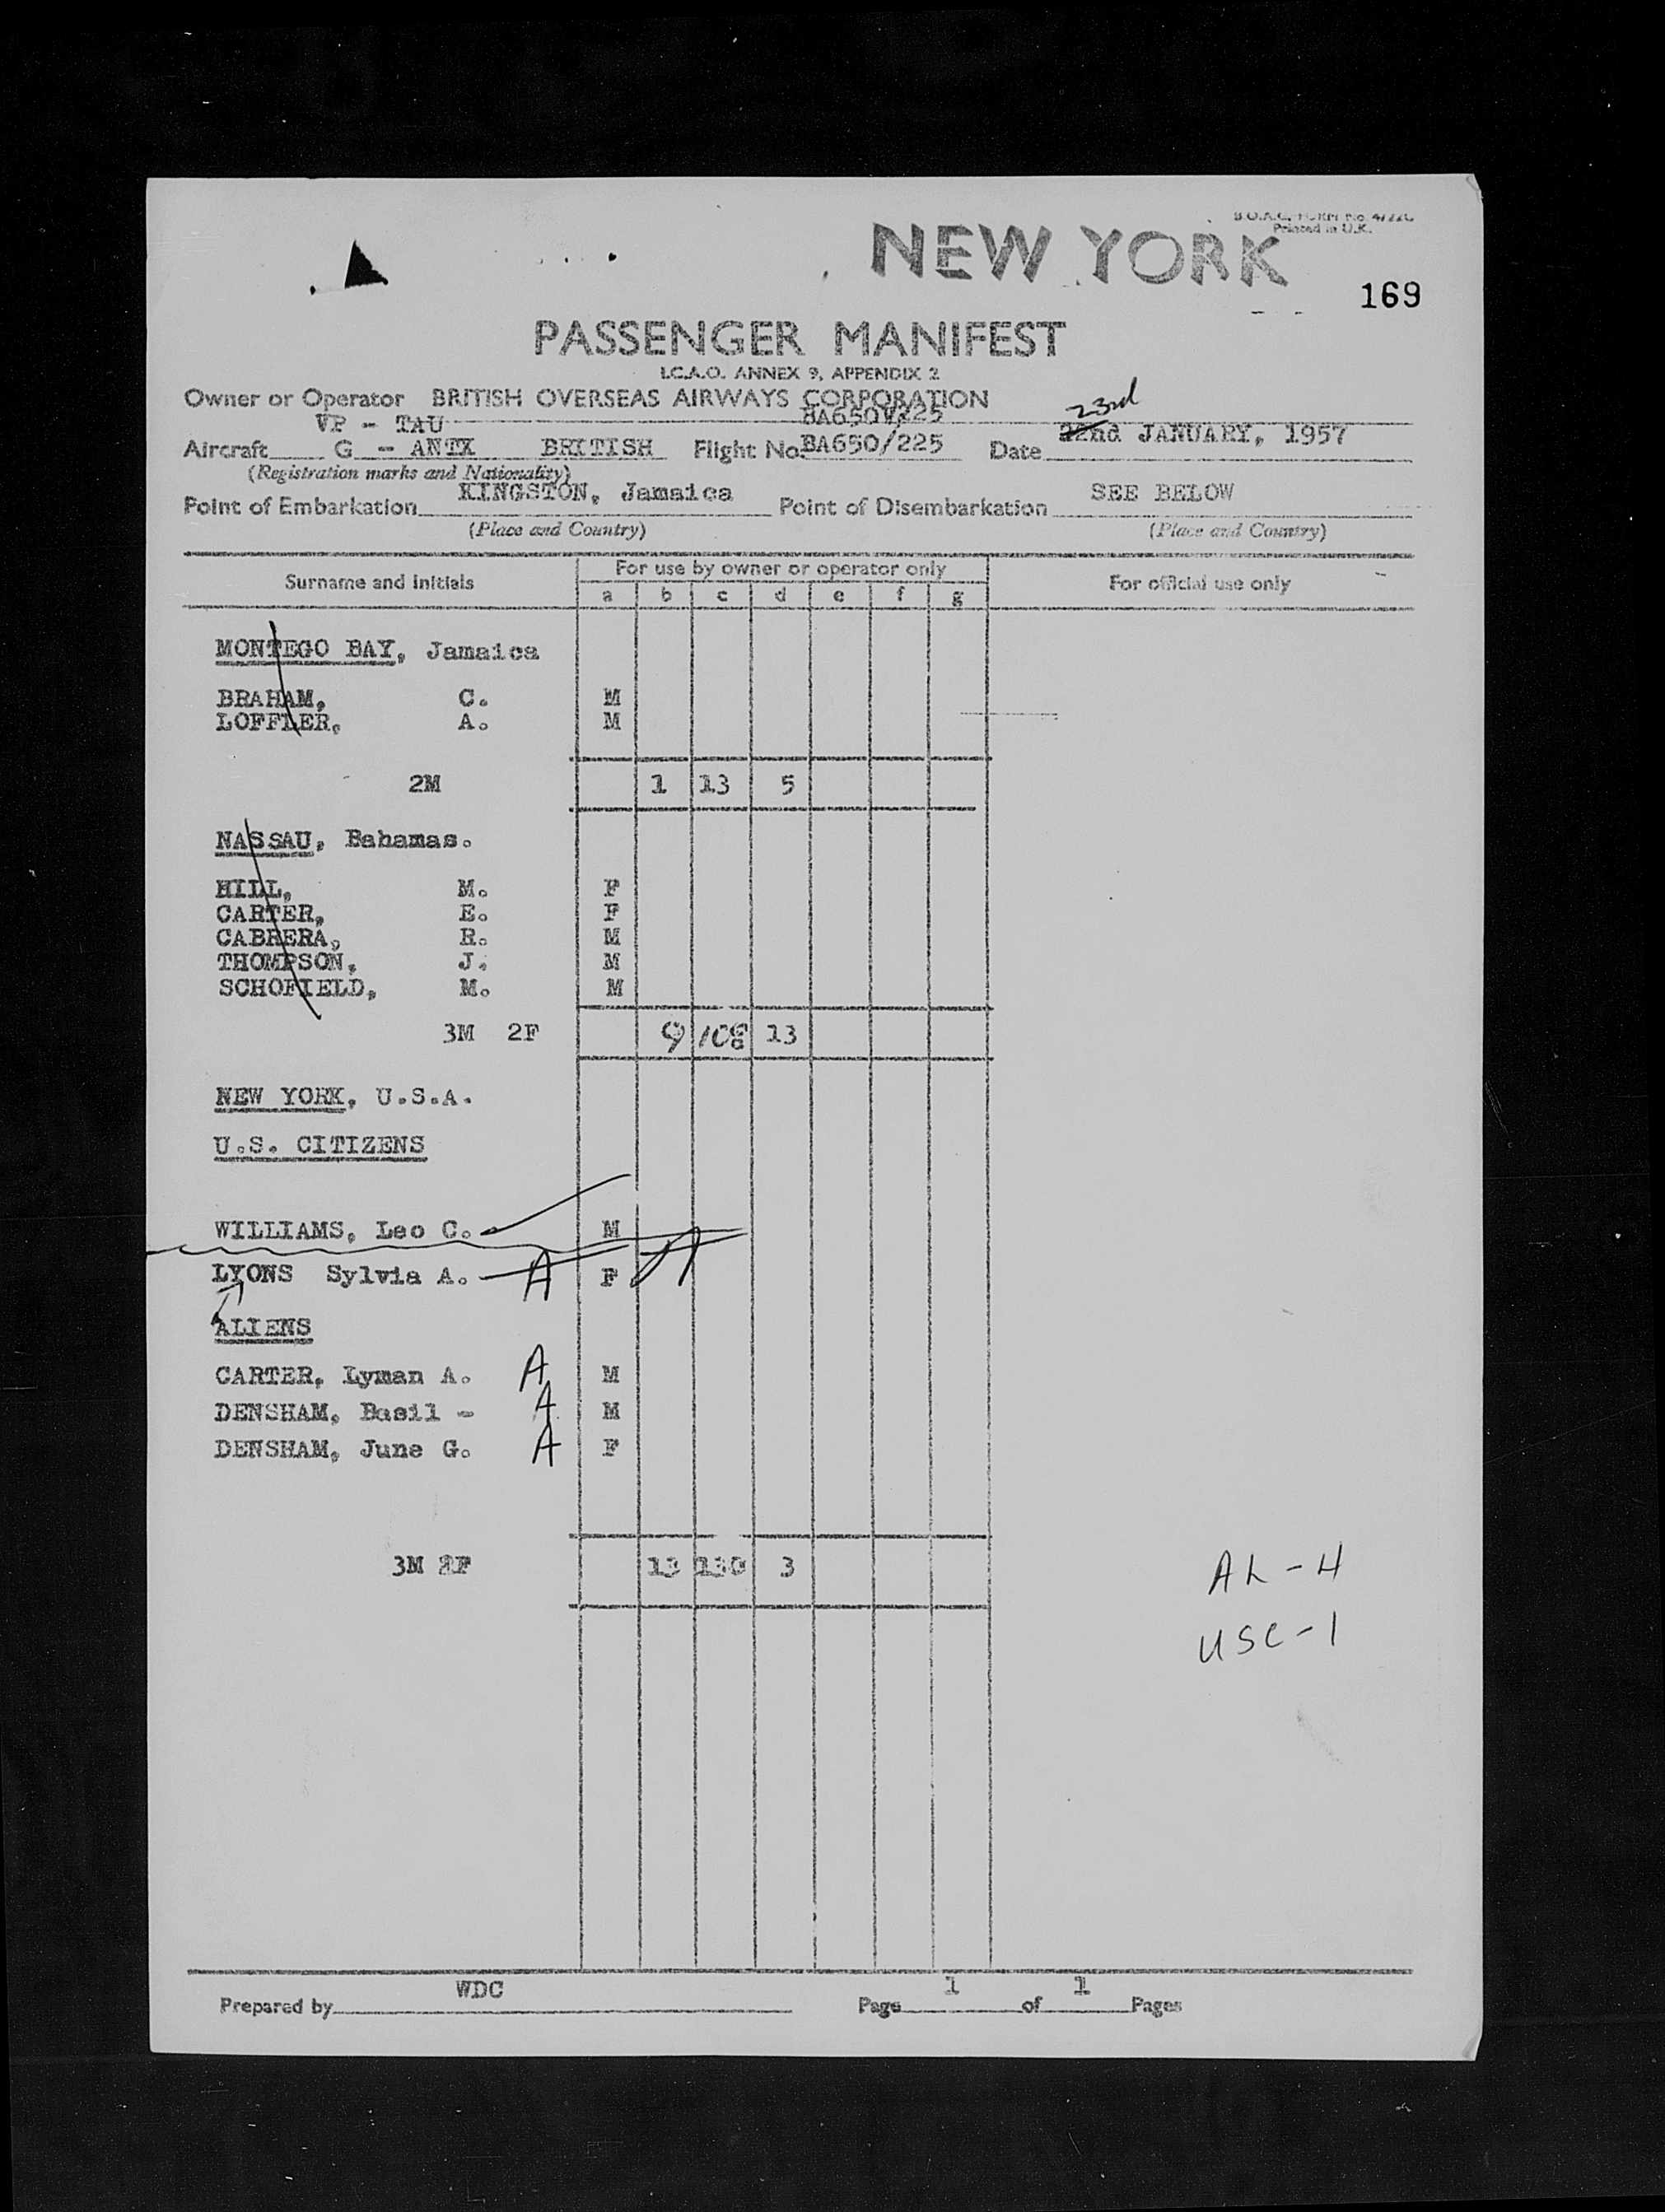 B.O.A.C. FORM No.
Printed in U.K.
NEW YORK
169
PASSENGER MANIFEST
I.C.A.O. ANNEX 9, APPENDIX 2
Owner or Operator BRITISH OVERSEAS AIRWAYS CORPORATION
VP - TAU BA650V/225 23rd
Aircraft G - ANTX BRITISH Flight No. BA650/225 Date 22nd JANUARY, 1957
(Registration marks and Nationality)
Point of Embarkation KINGSTON, Jamaica Point of Disembarkation SEE BELOW
(Place and Country) (Place and Country)
Surname and Initials For use by owner or operator only For official use only
a b c d e f g
MONTEGO BAY, Jamaica
BRAHAM, C. M
LOFFLER, A. M
2M 1 13 5
NASSAU, Bahamas.
HILL, M. F
CARTER, E. F
CABRERA, R. M
THOMPSON, J. M
SCHOFIELD, M. M
3M 2F 9 108 13
NEW YORK, U.S.A.
U.S. CITIZENS
WILLIAMS, Leo C. M
LYONS Sylvia A. A F
ALIENS
CARTER, Lyman A. A M
DENSHAM, Basil - A M
DENSHAM, June G. A F
3M 2F 13 130 3
AL - 4
USC - 1
Prepared by WDC Page 1 of 1 Pages